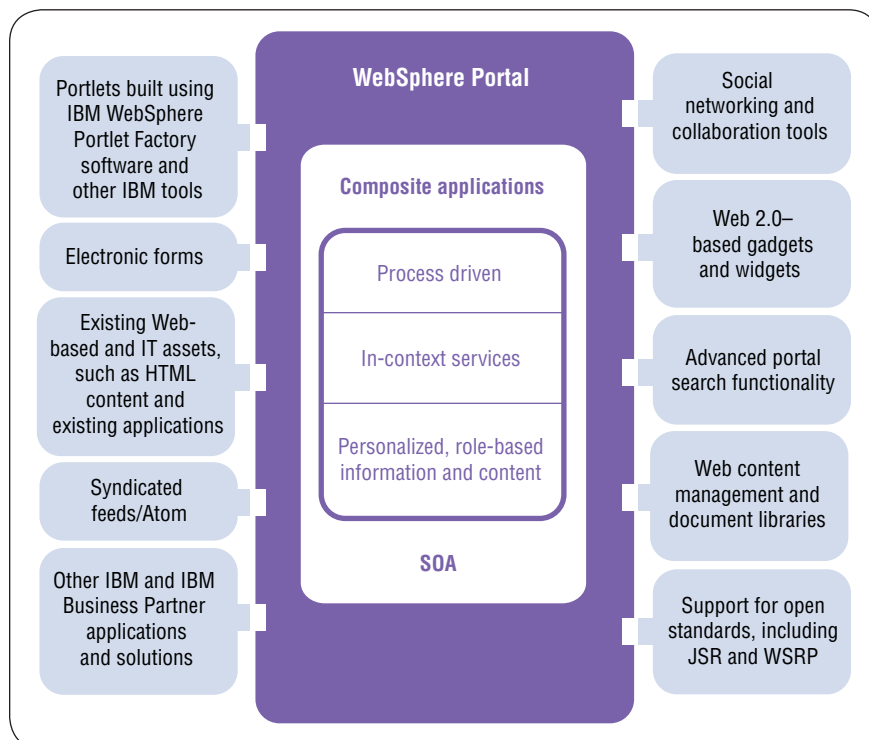 Portlets built using
IBM WebSphere
Portlet Factory
software and
other IBM tools
Electronic forms
Existing Web-
based and IT assets,
such as HTML
content and
existing applications
Syndicated
feeds/Atom
Other IBM and IBM
Business Partner
applications
and solutions
WebSphere Portal
Composite applications
Process driven
In-context services
Personalized, role-based
information and content
SOA
Social
networking and
collaboration tools
Web 2.0–
based gadgets
and widgets
Advanced portal
search functionality
Web content
management and
document libraries
Support for open
standards, including
JSR and WSRP